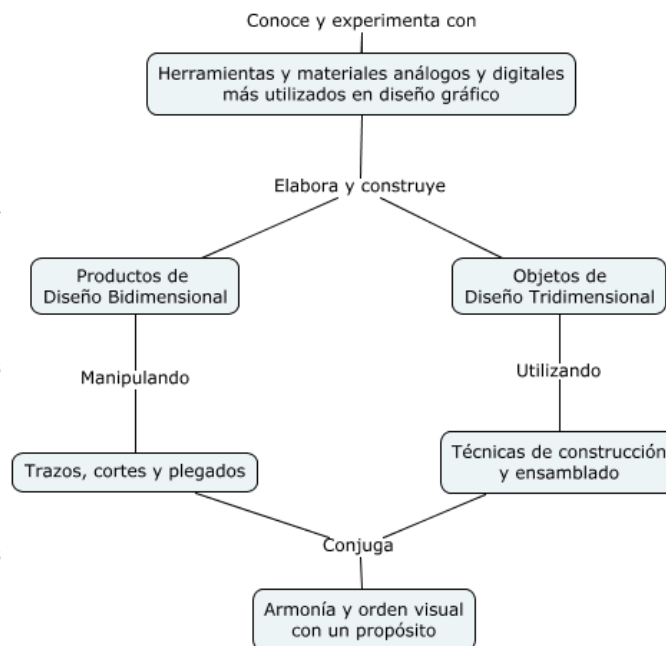 Conoce y experimenta con
Herramientas y materiales análogos y digitales
más utilizados en diseño gráfico
Elabora y construye
Productos de
Diseño Bidimensional
Objetos de
Diseño Tridimensional
Manipulando
Utilizando
Trazos, cortes y plegados
Técnicas de construcción
y ensamblado
Conjuga
Armonía y orden visual
con un propósito